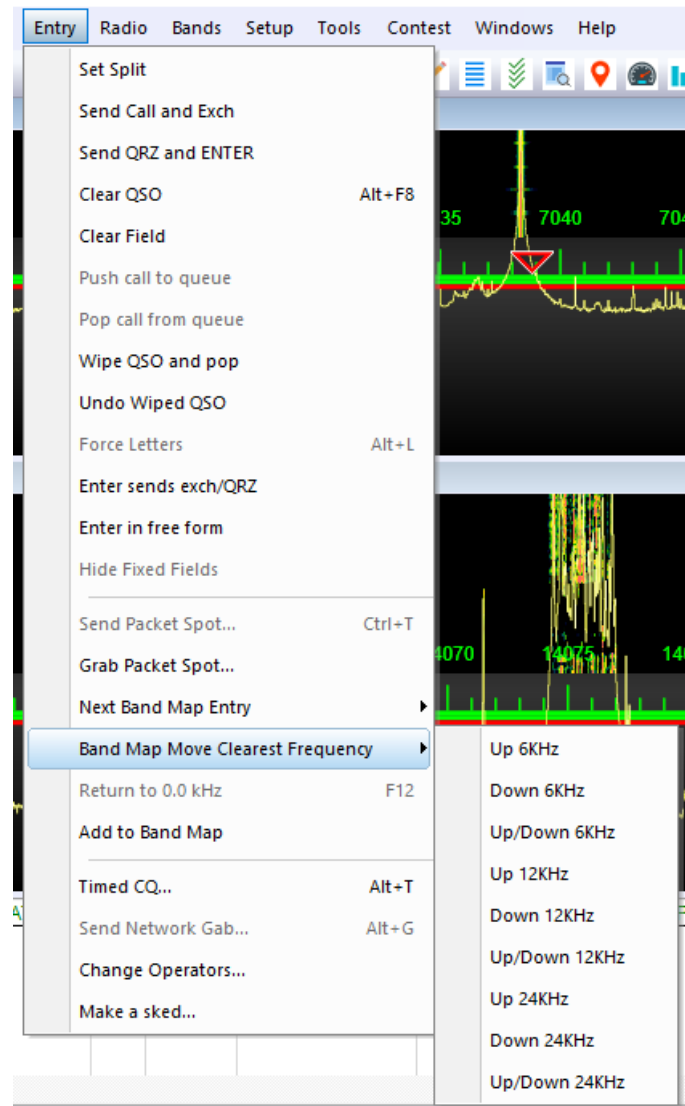 Entry Radio Bands Setup Tools Contest Windows Help
Set Split
Send Call and Exch
Send QRZ and ENTER
Clear QSO Alt+F8
Clear Field
35 7040 704
Push call to queue
Pop call from queue
Wipe QSO and pop
Undo Wiped QSO
Force Letters Alt+L
Enter sends exch/QRZ
Enter in free form
Hide Fixed Fields
Send Packet Spot... Ctrl+T
Grab Packet Spot...
4070 14075 14
Next Band Map Entry
Band Map Move Clearest Frequency
Return to 0.0 kHz F12
Add to Band Map
Timed CQ... Alt+T
Send Network Gab... Alt+G
Change Operators...
Make a sked...
Up 6KHz
Down 6KHz
Up/Down 6KHz
Up 12KHz
Down 12KHz
Up/Down 12KHz
Up 24KHz
Down 24KHz
Up/Down 24KHz